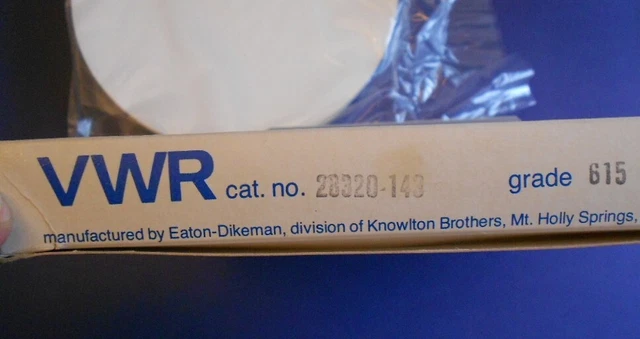 VWR cat. no. 28320-143 grade 615
manufactured by Eaton-Dikeman, division of Knowlton Brothers, Mt. Holly Springs,